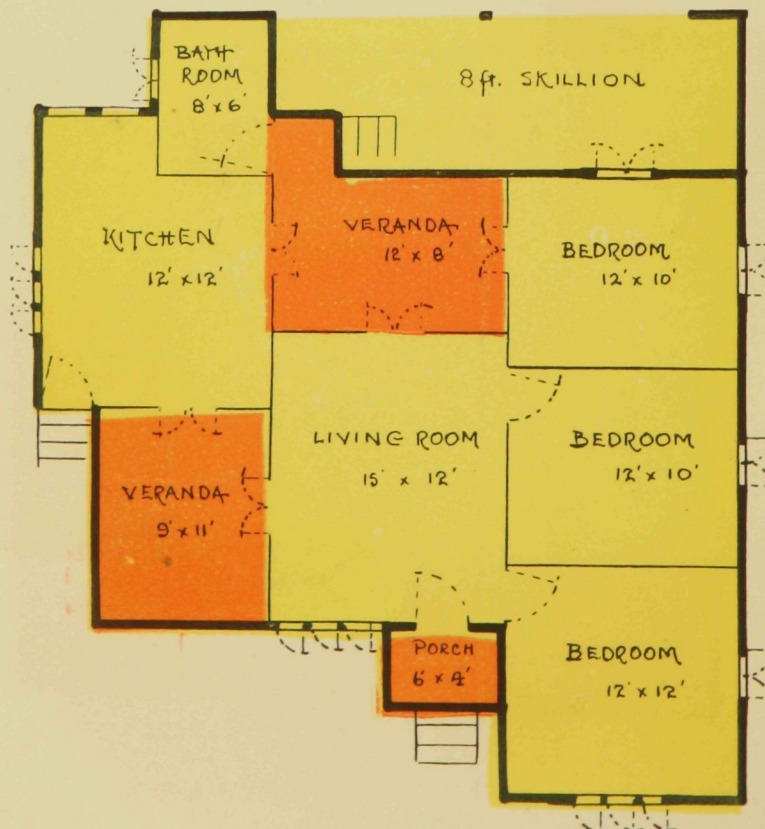 BATH
ROOM
8' x 6'
8 ft. SKILLION
KITCHEN
12' x 12'
VERANDA
12' x 8'
BEDROOM
12' x 10'
LIVING ROOM
15' x 12'
BEDROOM
12' x 10'
VERANDA
9' x 11'
PORCH
6' x 4'
BEDROOM
12' x 12'